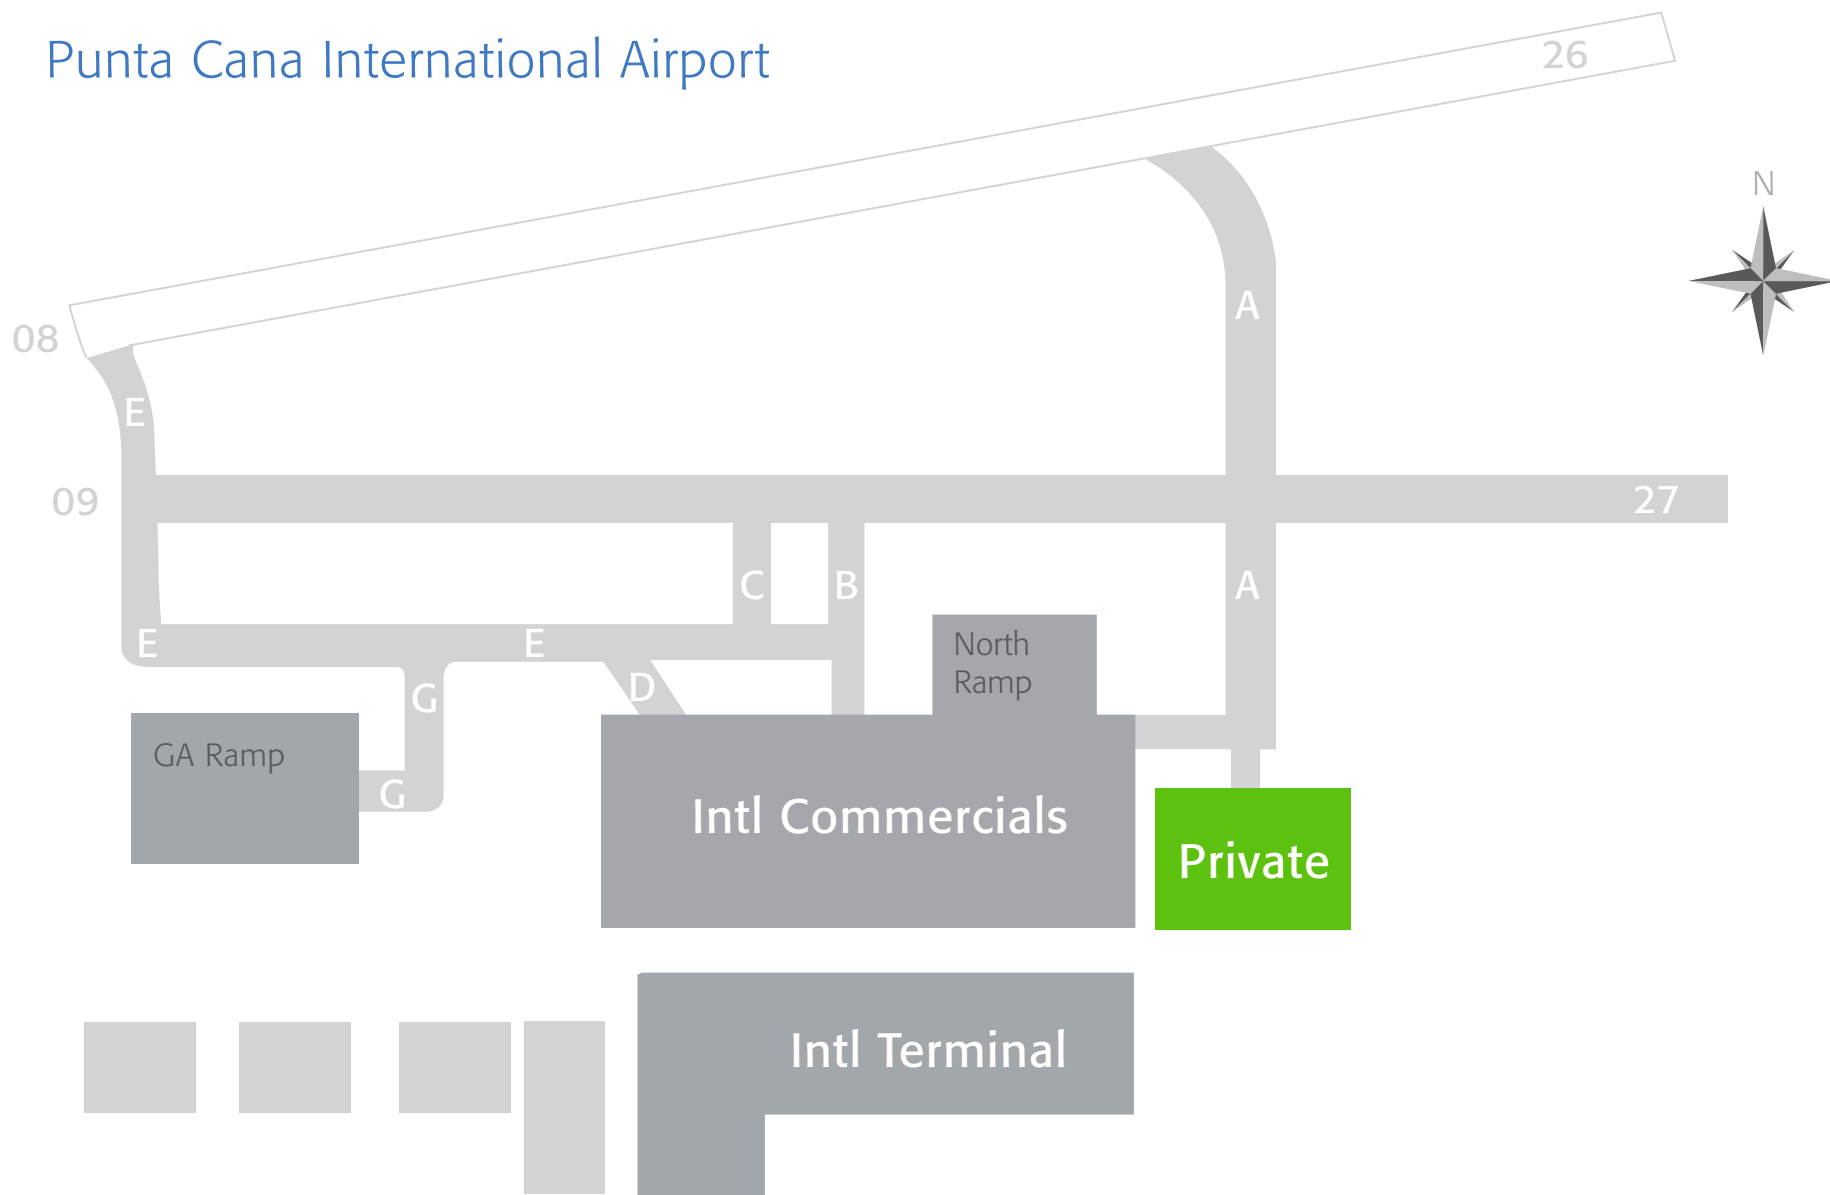 Punta Cana International Airport
26
N
A
08
E
09
27
C
B
A
E
E
North
Ramp
D
G
GA Ramp
G
Intl Commercials
Private
Intl Terminal